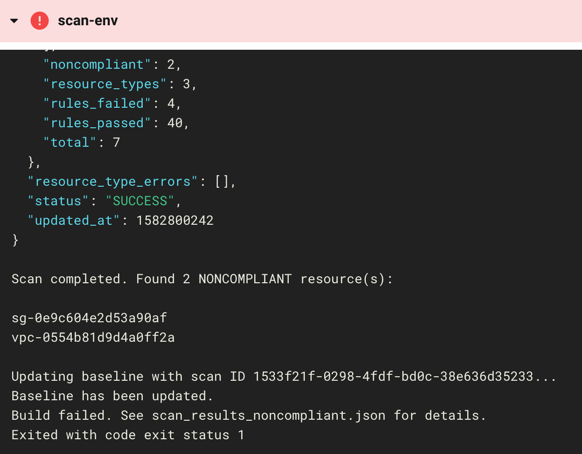 scan-env
],
"noncompliant": 2,
"resource_types": 3,
"rules_failed": 4,
"rules_passed": 40,
"total": 7
},
"resource_type_errors": [],
"status": "SUCCESS",
"updated_at": 1582800242
}
Scan completed. Found 2 NONCOMPLIANT resource(s):
sg-0e9c604e2d53a90af
vpc-0554b81d9d4a0ff2a
Updating baseline with scan ID 1533f21f-0298-4fdf-bd0c-38e636d35233...
Baseline has been updated.
Build failed. See scan_results_noncompliant.json for details.
Exited with code exit status 1